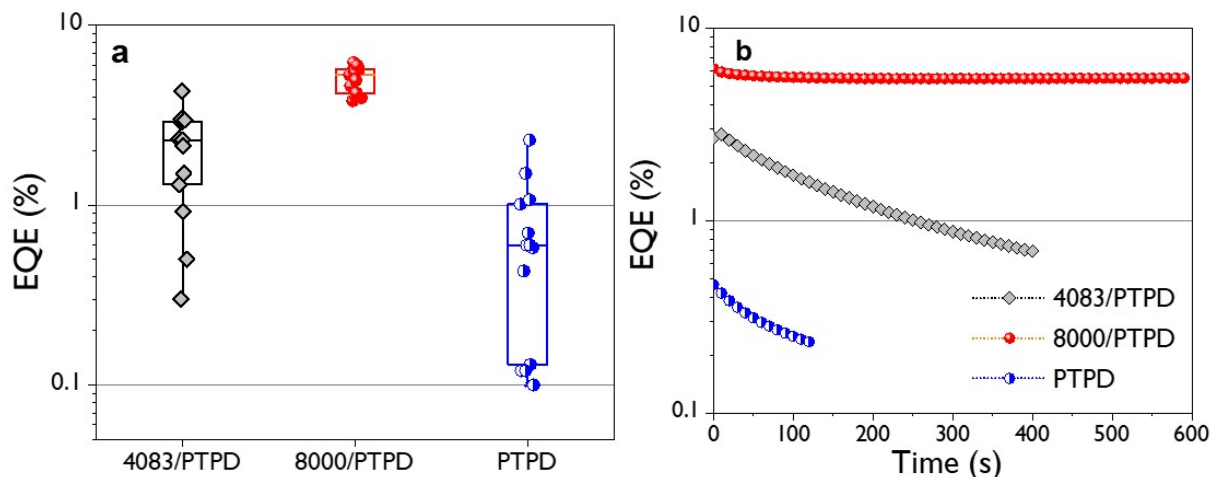 a
10
1
0.1
EQE (%)
4083/PTPD 8000/PTPD PTPD
b
10
1
0.1
EQE (%)
4083/PTPD
8000/PTPD
PTPD
0 100 200 300 400 500 600
Time (s)